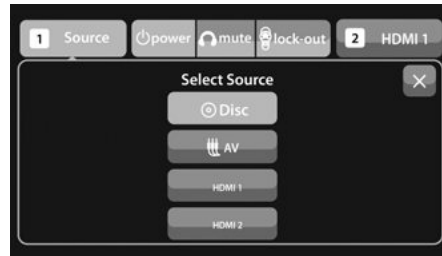 1 Source power mute lock-out 2 HDMI 1
Select Source
Disc
AV
HDMI 1
HDMI 2